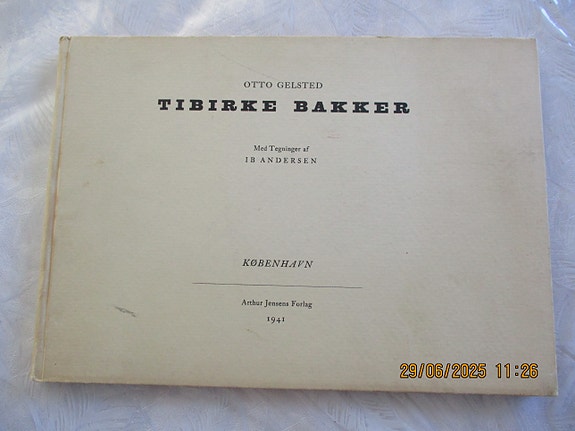 OTTO GELSTED
TIBIRKE BAKKER
Med Tegninger af
IB ANDERSEN
KØBENHAVN
Arthur Jensens Forlag
1941
29/06/2025 11:26